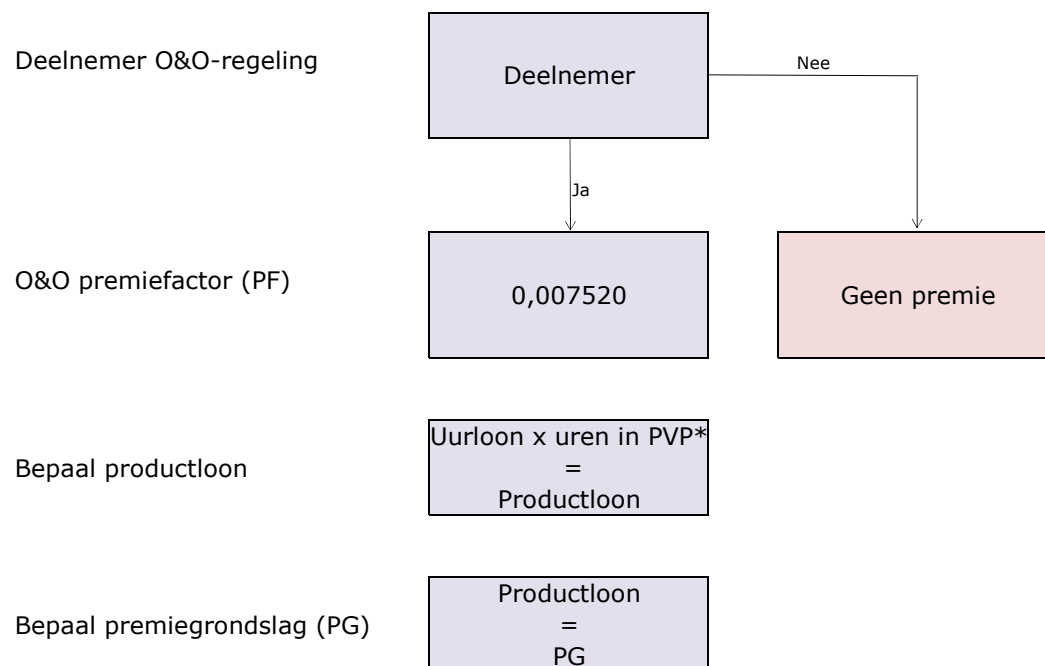 Deelnemer O&O-regeling
Deelnemer
Nee
Ja
O&O premiefactor (PF)
0,007520
Geen premie
Bepaal productloon
Uurloon x uren in PVP*
=
Productloon
Bepaal premiegrondslag (PG)
Productloon
=
PG